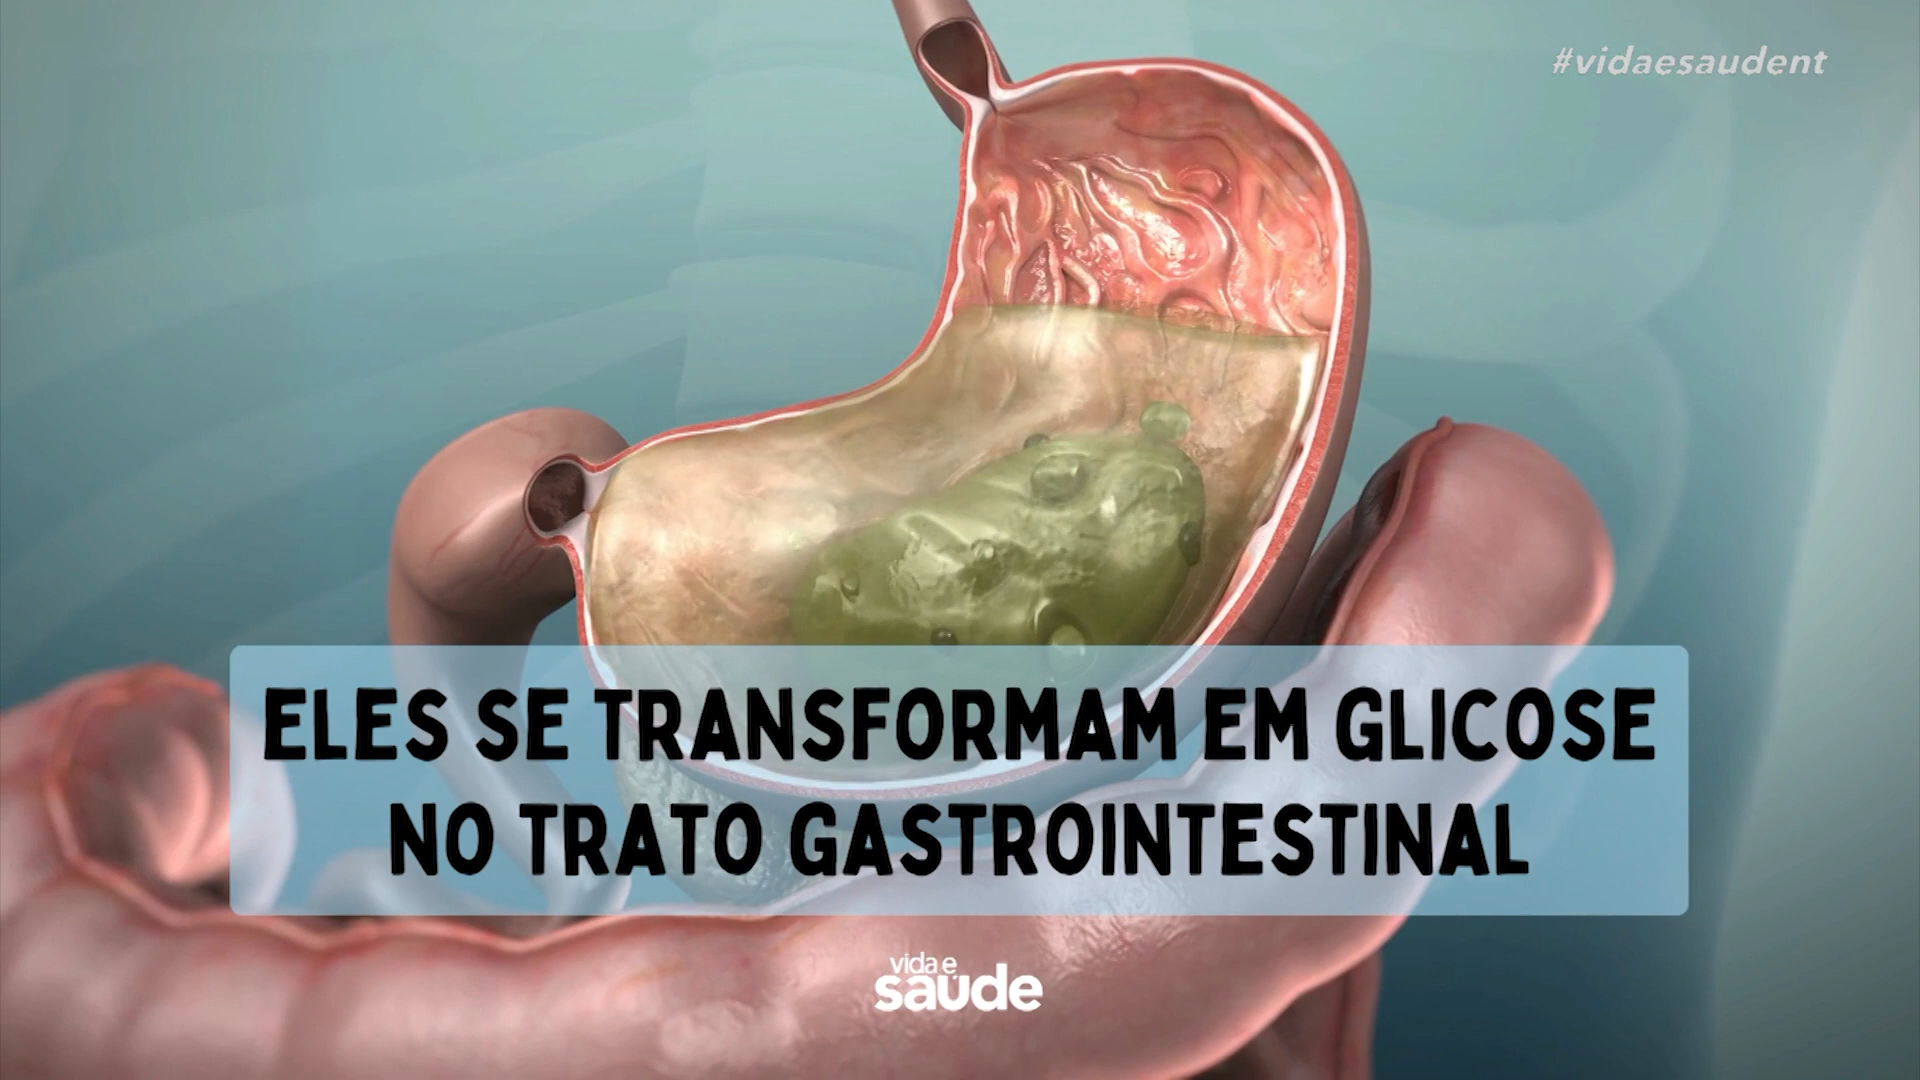 #vidaesaudent
ELES SE TRANSFORMAM EM GLICOSE
NO TRATO GASTROINTESTINAL
vida e
saúde